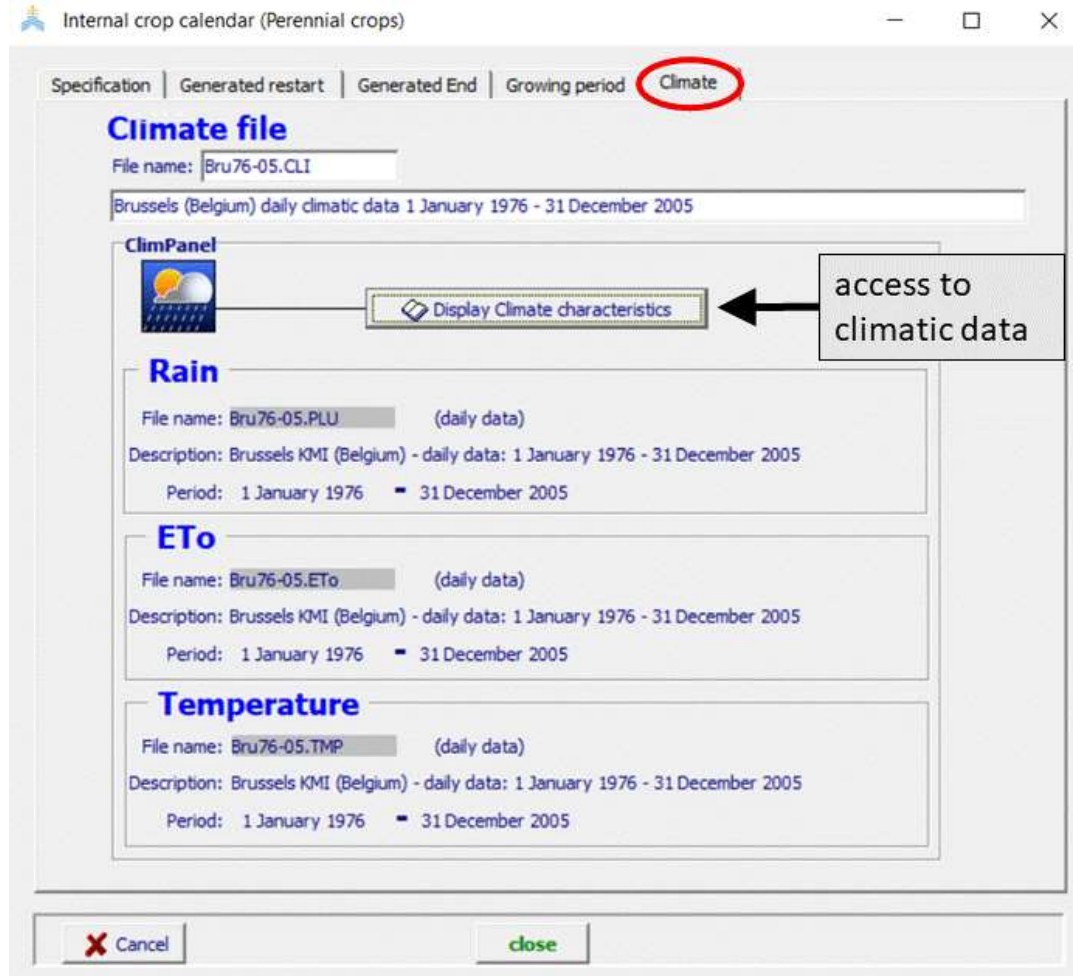 Internal crop calendar (Perennial crops)
Specification Generated restart Generated End Growing period Climate
Climate file
File name: Bru76-05.CLI
Brussels (Belgium) daily climatic data 1 January 1976 - 31 December 2005
ClimPanel
Display Climate characteristics
access to
climatic data
Rain
File name: Bru76-05.PLU (daily data)
Description: Brussels KMI (Belgium) - daily data: 1 January 1976 - 31 December 2005
Period: 1 January 1976 - 31 December 2005
ETo
File name: Bru76-05.ETo (daily data)
Description: Brussels KMI (Belgium) - daily data: 1 January 1976 - 31 December 2005
Period: 1 January 1976 - 31 December 2005
Temperature
File name: Bru76-05.TMP (daily data)
Description: Brussels KMI (Belgium) - daily data: 1 January 1976 - 31 December 2005
Period: 1 January 1976 - 31 December 2005
Cancel close